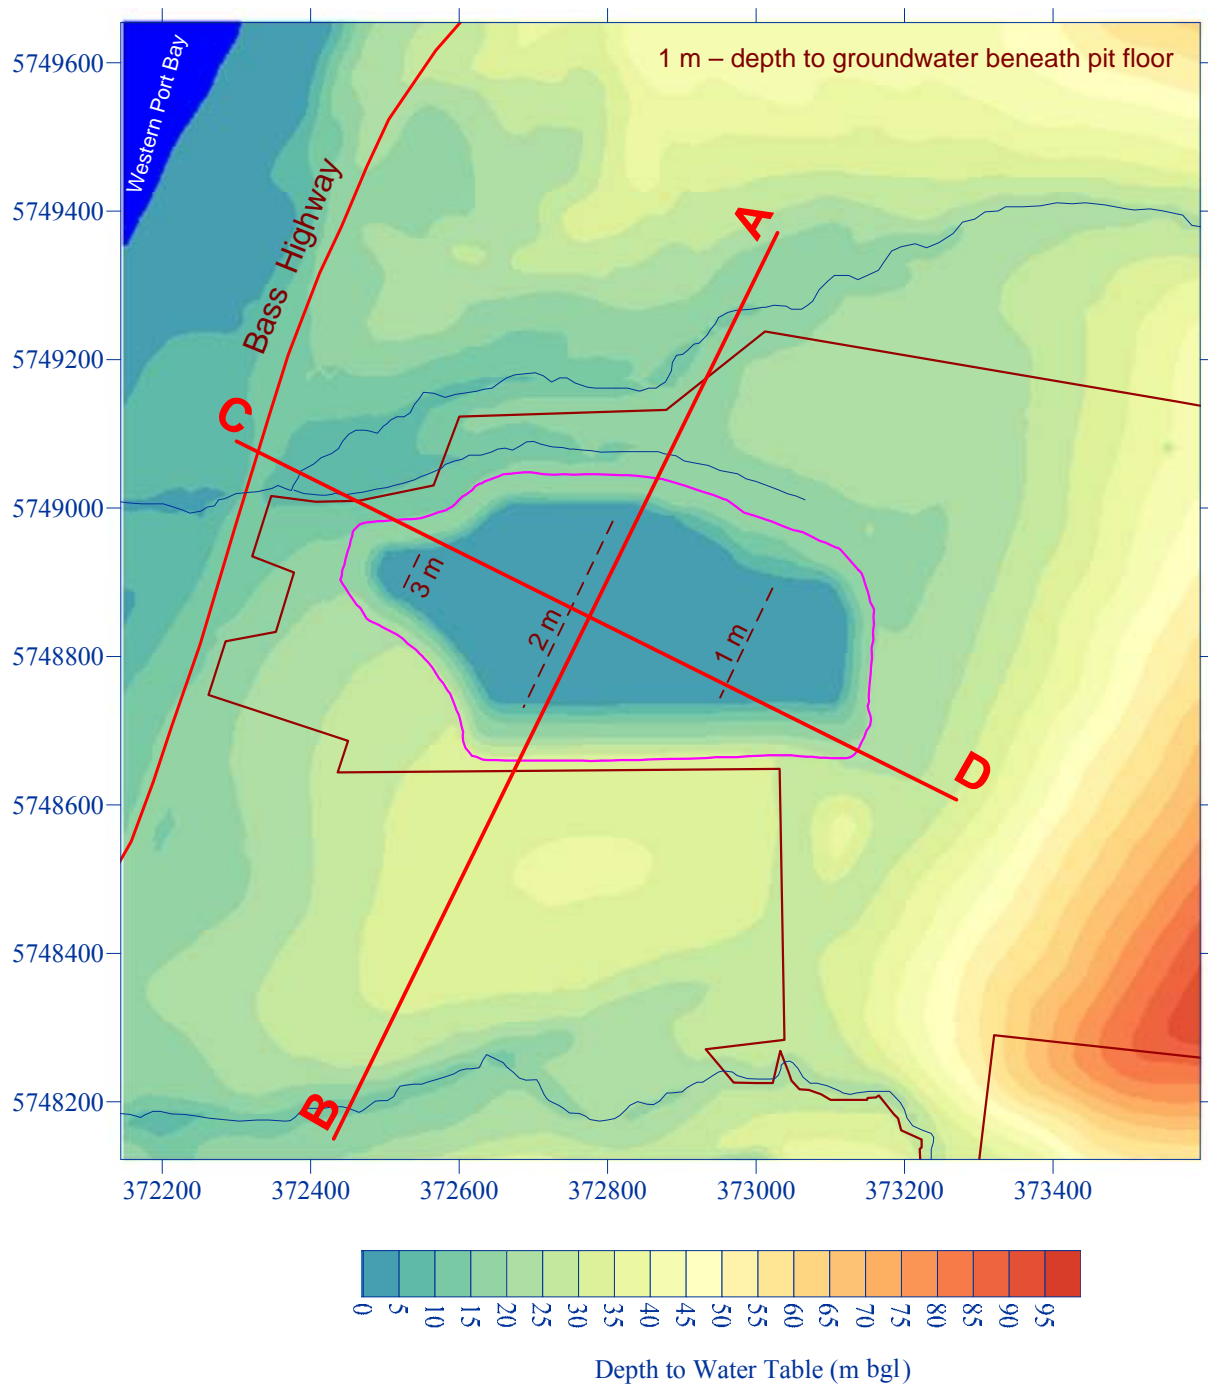 1 m – depth to groundwater beneath pit floor
Western Port Bay
Bass Highway
A
C
3 m
2 m
1 m
D
B
5749600
5749400
5749200
5749000
5748800
5748600
5748400
5748200
372200 372400 372600 372800 373000 373200 373400
0 5 10 15 20 25 30 35 40 45 50 55 60 65 70 75 80 85 90 95
Depth to Water Table (m bgl)